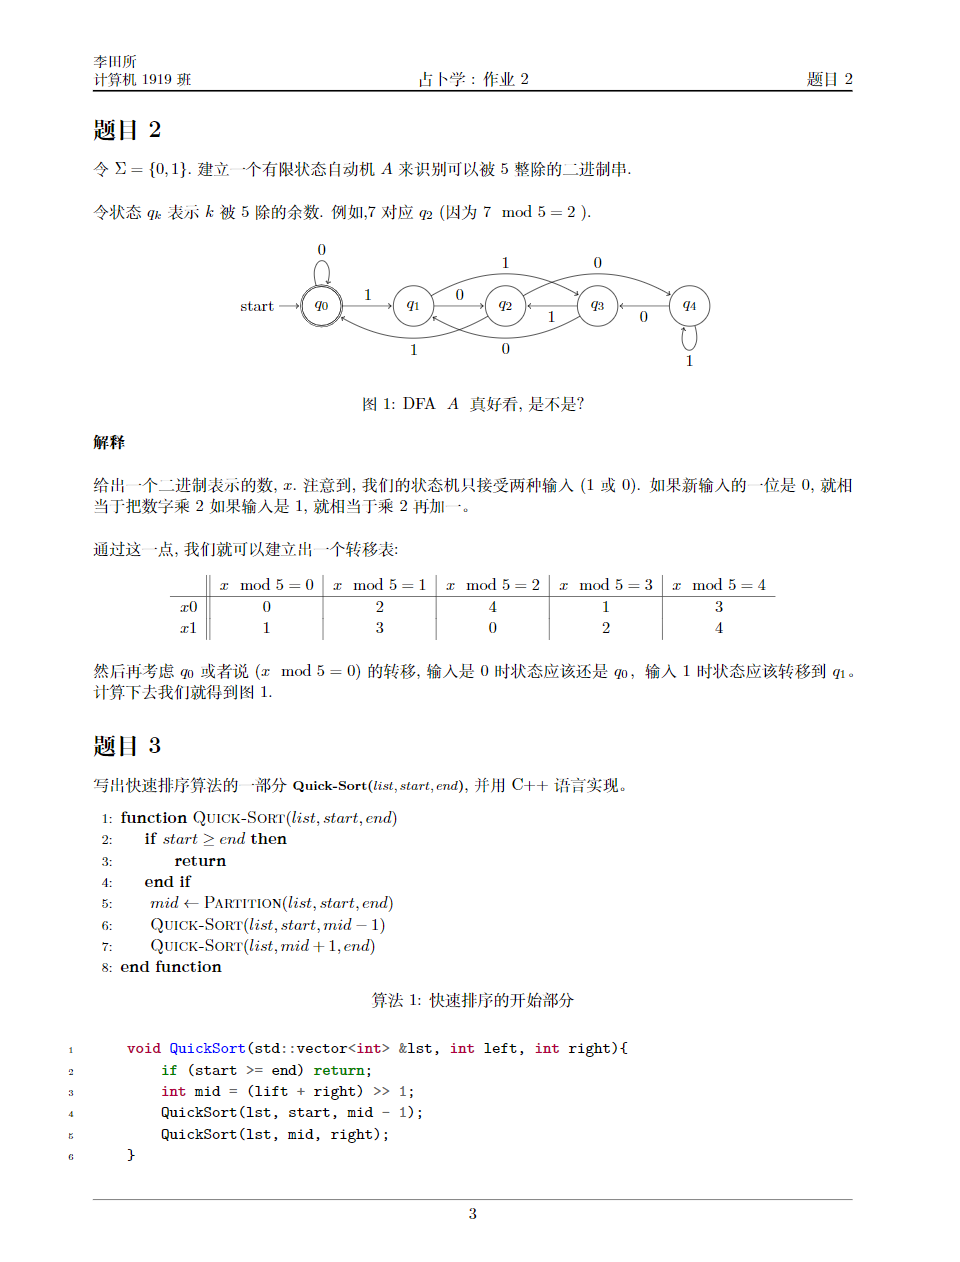 李田所
计算机 1919 班 占卜学：作业 2 题目 2
题目 2
令 Σ = {0, 1}. 建立一个有限状态自动机 A 来识别可以被 5 整除的二进制串.
令状态 q_k 表示 k 被 5 除的余数. 例如,7 对应 q_2 (因为 7 mod 5 = 2 ).
0
1 0
start q_0 1 q_1 0 q_2 1 q_3 0 q_4
1 0
1
图 1: DFA A 真好看, 是不是?
解释
给出一个二进制表示的数, x. 注意到, 我们的状态机只接受两种输入 (1 或 0). 如果新输入的一位是 0, 就相
当于把数字乘 2 如果输入是 1, 就相当于乘 2 再加一。
通过这一点, 我们就可以建立出一个转移表:
x mod 5 = 0 x mod 5 = 1 x mod 5 = 2 x mod 5 = 3 x mod 5 = 4
x0 0 2 4 1 3
x1 1 3 0 2 4
然后再考虑 q_0 或者说 (x mod 5 = 0) 的转移, 输入是 0 时状态应该还是 q_0，输入 1 时状态应该转移到 q_1。
计算下去我们就得到图 1.
题目 3
写出快速排序算法的一部分 Quick-Sort(list, start, end), 并用 C++ 语言实现。
1: function Quick-Sort(list, start, end)
2: if start ≥ end then
3: return
4: end if
5: mid ← Partition(list, start, end)
6: Quick-Sort(list, start, mid − 1)
7: Quick-Sort(list, mid + 1, end)
8: end function
算法 1: 快速排序的开始部分
1 void QuickSort(std::vector<int> &lst, int left, int right){
2 if (start >= end) return;
3 int mid = (lift + right) >> 1;
4 QuickSort(lst, start, mid - 1);
5 QuickSort(lst, mid, right);
6 }
3